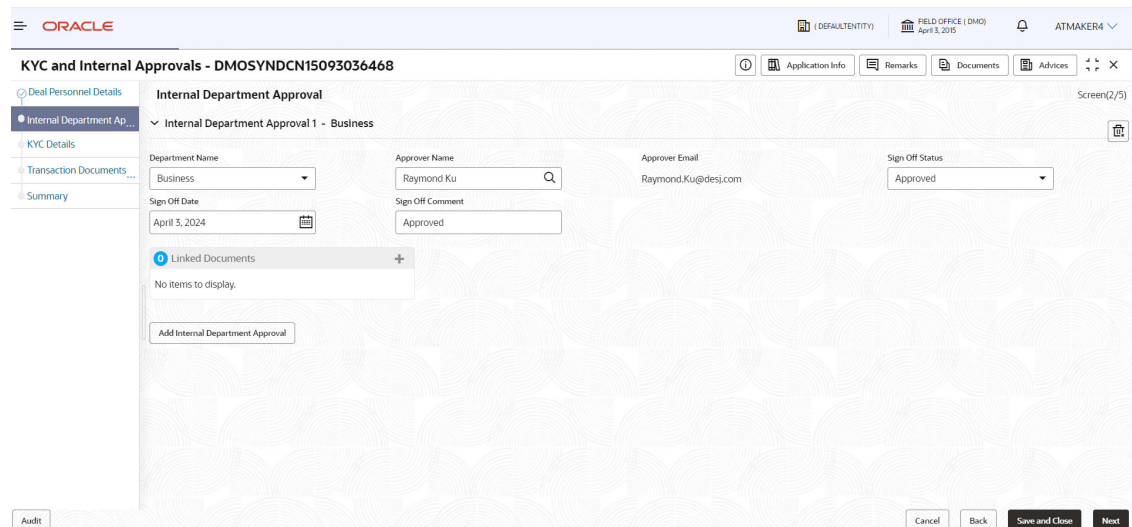 ORACLE
( DEFAULTENTITY)
FIELD OFFICE ( DMO)
April 3, 2015
ATMAKER4
KYC and Internal Approvals - DMOSYNDCN15093036468
Application Info
Remarks
Documents
Advices
Deal Personnel Details
Internal Department Ap...
KYC Details
Transaction Documents...
Summary
Internal Department Approval
Screen(2/5)
Internal Department Approval 1 - Business
Department Name
Approver Name
Approver Email
Sign Off Status
Business
Raymond Ku
Raymond.Ku@desj.com
Approved
Sign Off Date
Sign Off Comment
April 3, 2024
Approved
0 Linked Documents
No items to display.
Add Internal Department Approval
Audit
Cancel
Back
Save and Close
Next